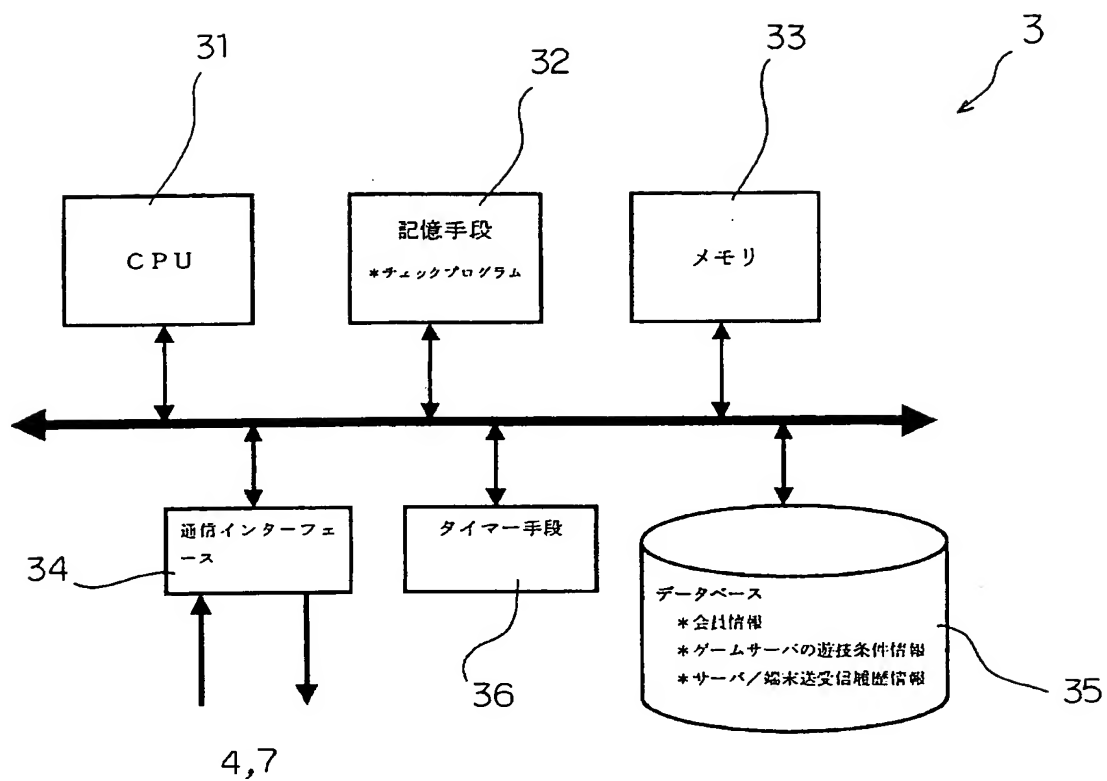 3
31
32
33
CPU
記憶手段
*チェックプログラム
メモリ
通信インターフェ
ース
タイマー手段
データベース
*会員情報
*ゲームサーバの遊技条件情報
*サーバ/端末送受信履歴情報
34
36
35
4,7